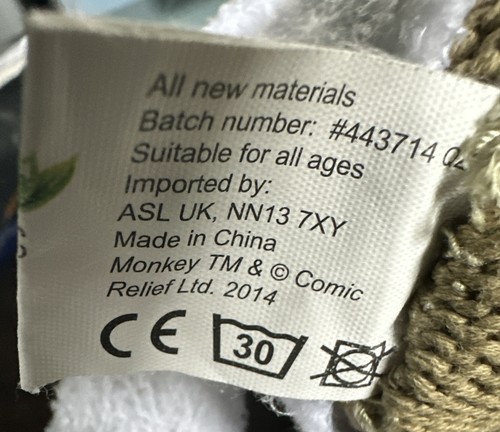 All new materials
Batch number: #443714 02
Suitable for all ages
Imported by:
ASL UK, NN13 7XY
Made in China
Monkey TM & © Comic
Relief Ltd. 2014
CE 30